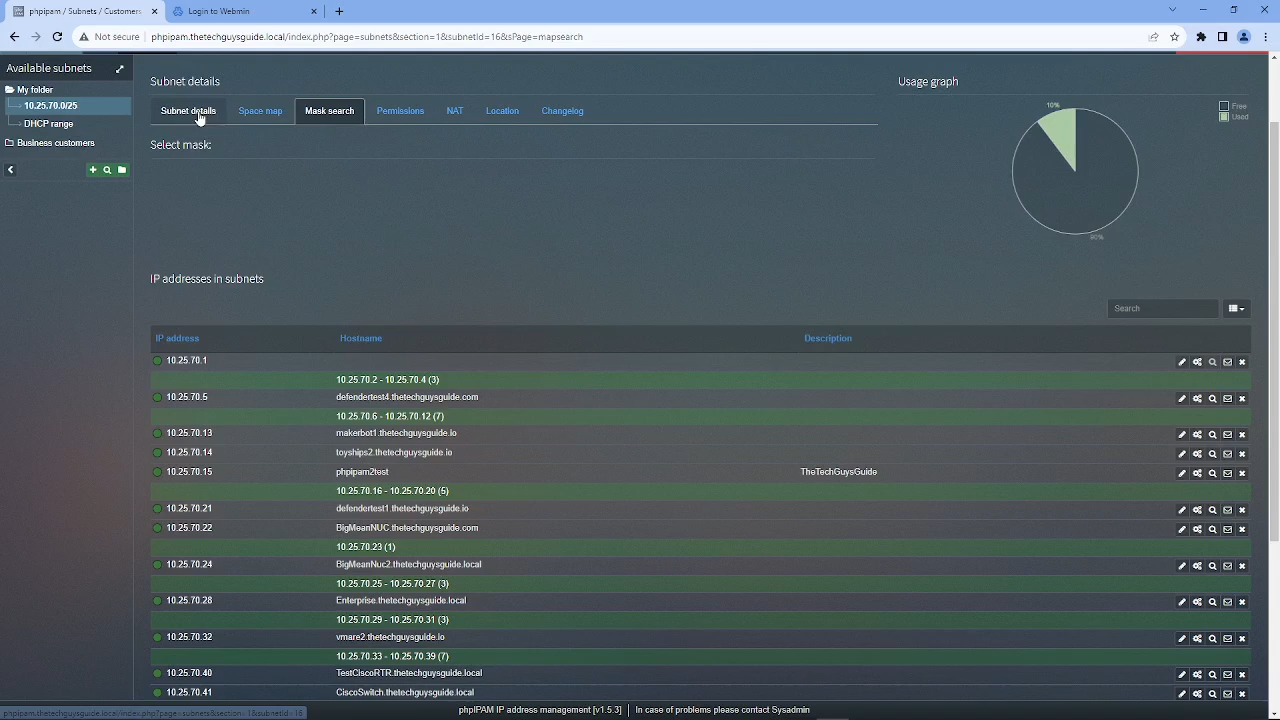 phpipam / Subnets / Customers
Login to Webmin
Not secure
phpipam.thetechguysguide.local/index.php?page=subnets&section=1&subnetId=16&sPage=mapsearch
Available subnets
My folder
10.25.70.0/25
DHCP range
Business customers
Subnet details
Subnet details
Space map
Mask search
Permissions
NAT
Location
Changelog
Select mask:
Usage graph
10%
Free
Used
IP addresses in subnets
Search
IP address Hostname Description
10.25.70.1
10.25.70.2 - 10.25.70.4 (3)
10.25.70.5 defendertest4.thetechguysguide.com
10.25.70.6 - 10.25.70.12 (7)
10.25.70.13 makerbot1.thetechguysguide.io
10.25.70.14 toyships2.thetechguysguide.io
10.25.70.15 phpipam2test TheTechGuysGuide
10.25.70.16 - 10.25.70.20 (5)
10.25.70.21 defendertest1.thetechguysguide.io
10.25.70.22 BigMeanNUC.thetechguysguide.com
10.25.70.23 (1)
10.25.70.24 BigMeanNuc2.thetechguysguide.local
10.25.70.25 - 10.25.70.27 (3)
10.25.70.28 Enterprise.thetechguysguide.local
10.25.70.29 - 10.25.70.31 (3)
10.25.70.32 vmare2.thetechguysguide.io
10.25.70.33 - 10.25.70.39 (7)
10.25.70.40 TestCIscoRTR.thetechguysguide.local
10.25.70.41 CiscoSwitch.thetechguysguide.local
phpipam.thetechguysguide.local/index.php?page=subnets&section=1&subnetId=16
phpIPAM IP address management [v1.5.3] | In case of problems please contact Sysadmin